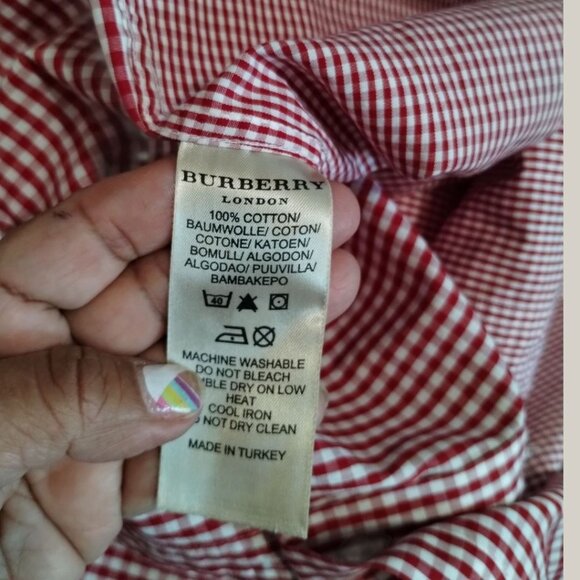 BURBERRY
LONDON
100% COTTON/
BAUMWOLLE/ COTON/
COTONE/ KATOEN/
BOMULL/ ALGODON/
ALGODAO/ PUUVILLA/
BAMBAKEPO
40
MACHINE WASHABLE
DO NOT BLEACH
DRY ON LOW
HEAT
COOL IRON
NOT DRY CLEAN
MADE IN TURKEY